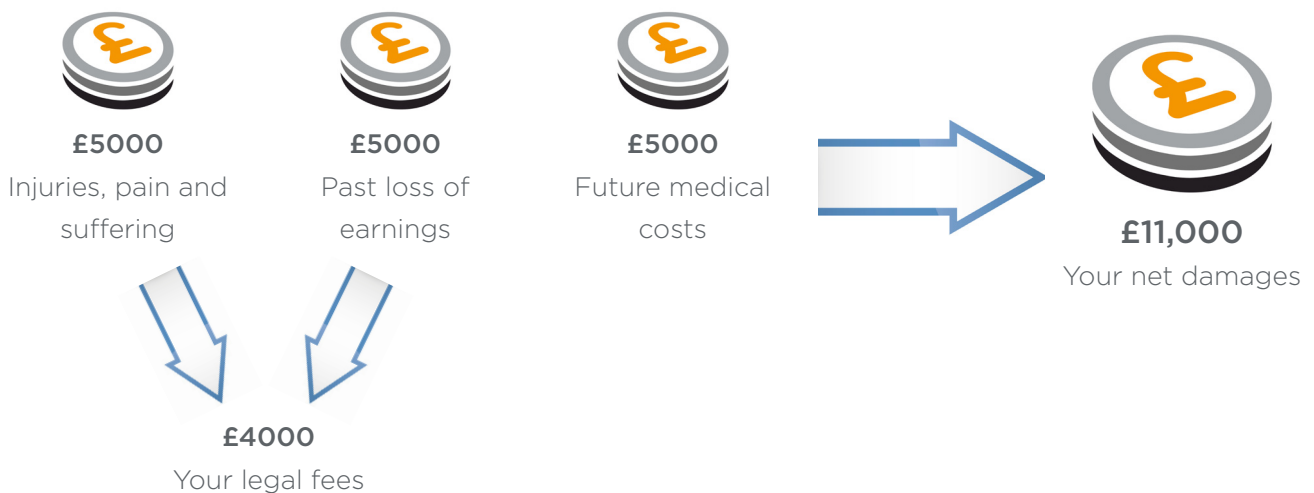 £5000
Injuries, pain and
suffering
£5000
Past loss of
earnings
£5000
Future medical
costs
£11,000
Your net damages
£4000
Your legal fees